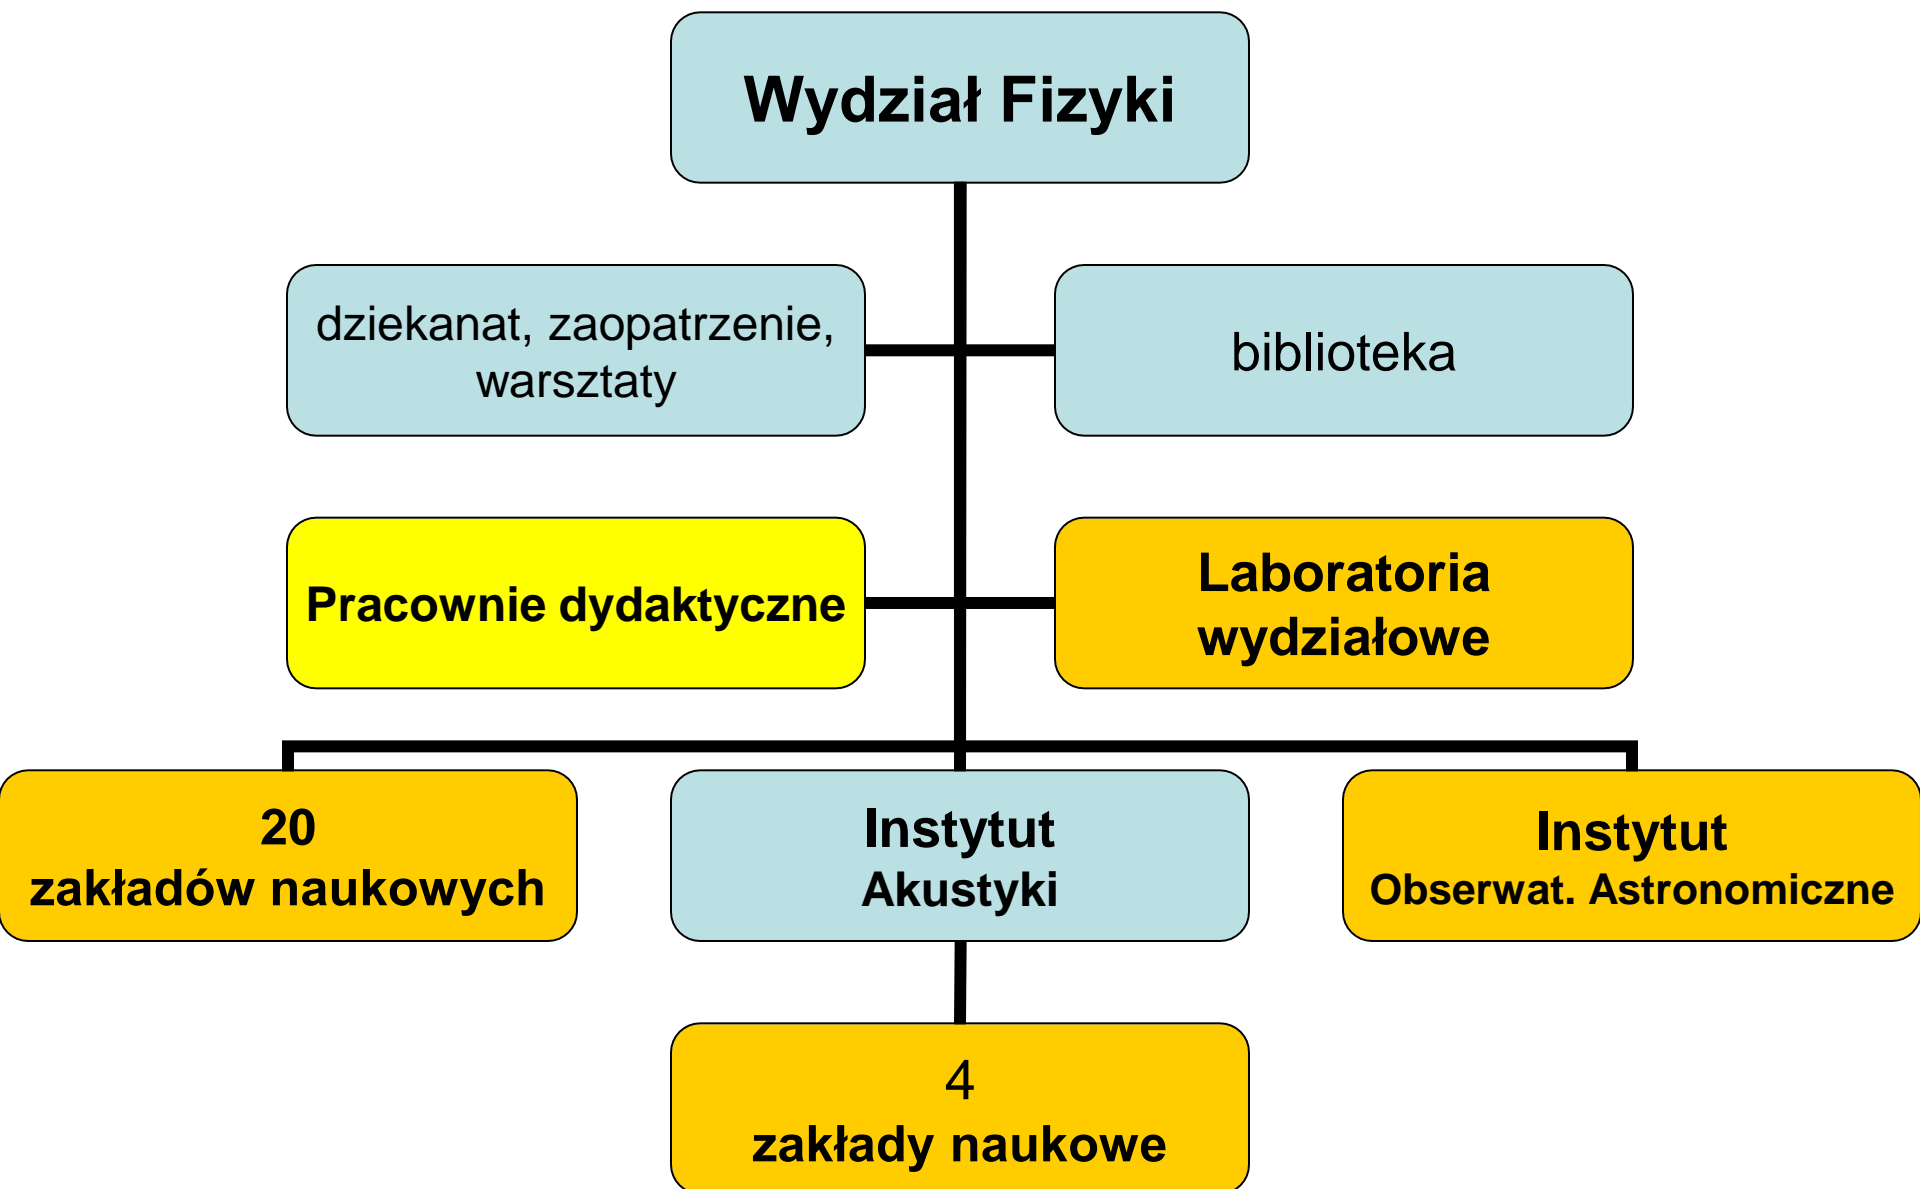 Wydział Fizyki
dziekanat, zaopatrzenie,
warsztaty
biblioteka
Pracownie dydaktyczne
Laboratoria
wydziałowe
20
zakładów naukowych
Instytut
Akustyki
Instytut
Obserwat. Astronomiczne
4
zakłady naukowe